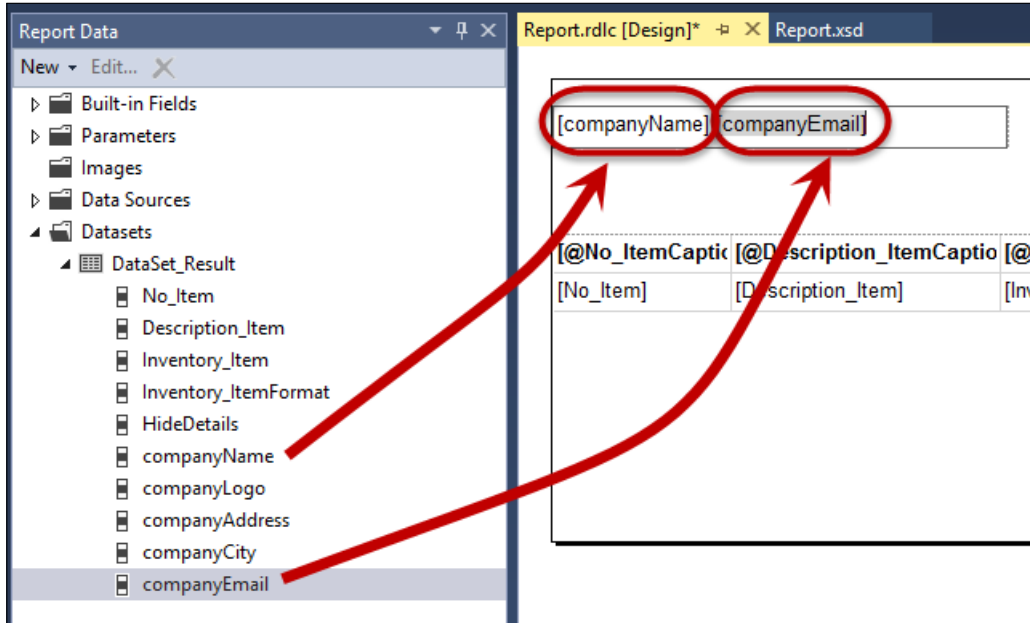 Report Data
New Edit...
Built-in Fields
Parameters
Images
Data Sources
Datasets
DataSet_Result
No_Item
Description_Item
Inventory_Item
Inventory_ItemFormat
HideDetails
companyName
companyLogo
companyAddress
companyCity
companyEmail
Report.rdlc [Design]* Report.xsd
[companyName] [companyEmail]
[@No_ItemCaptio [@Description_ItemCaptio [@
[No_Item] [Description_Item] [Inv